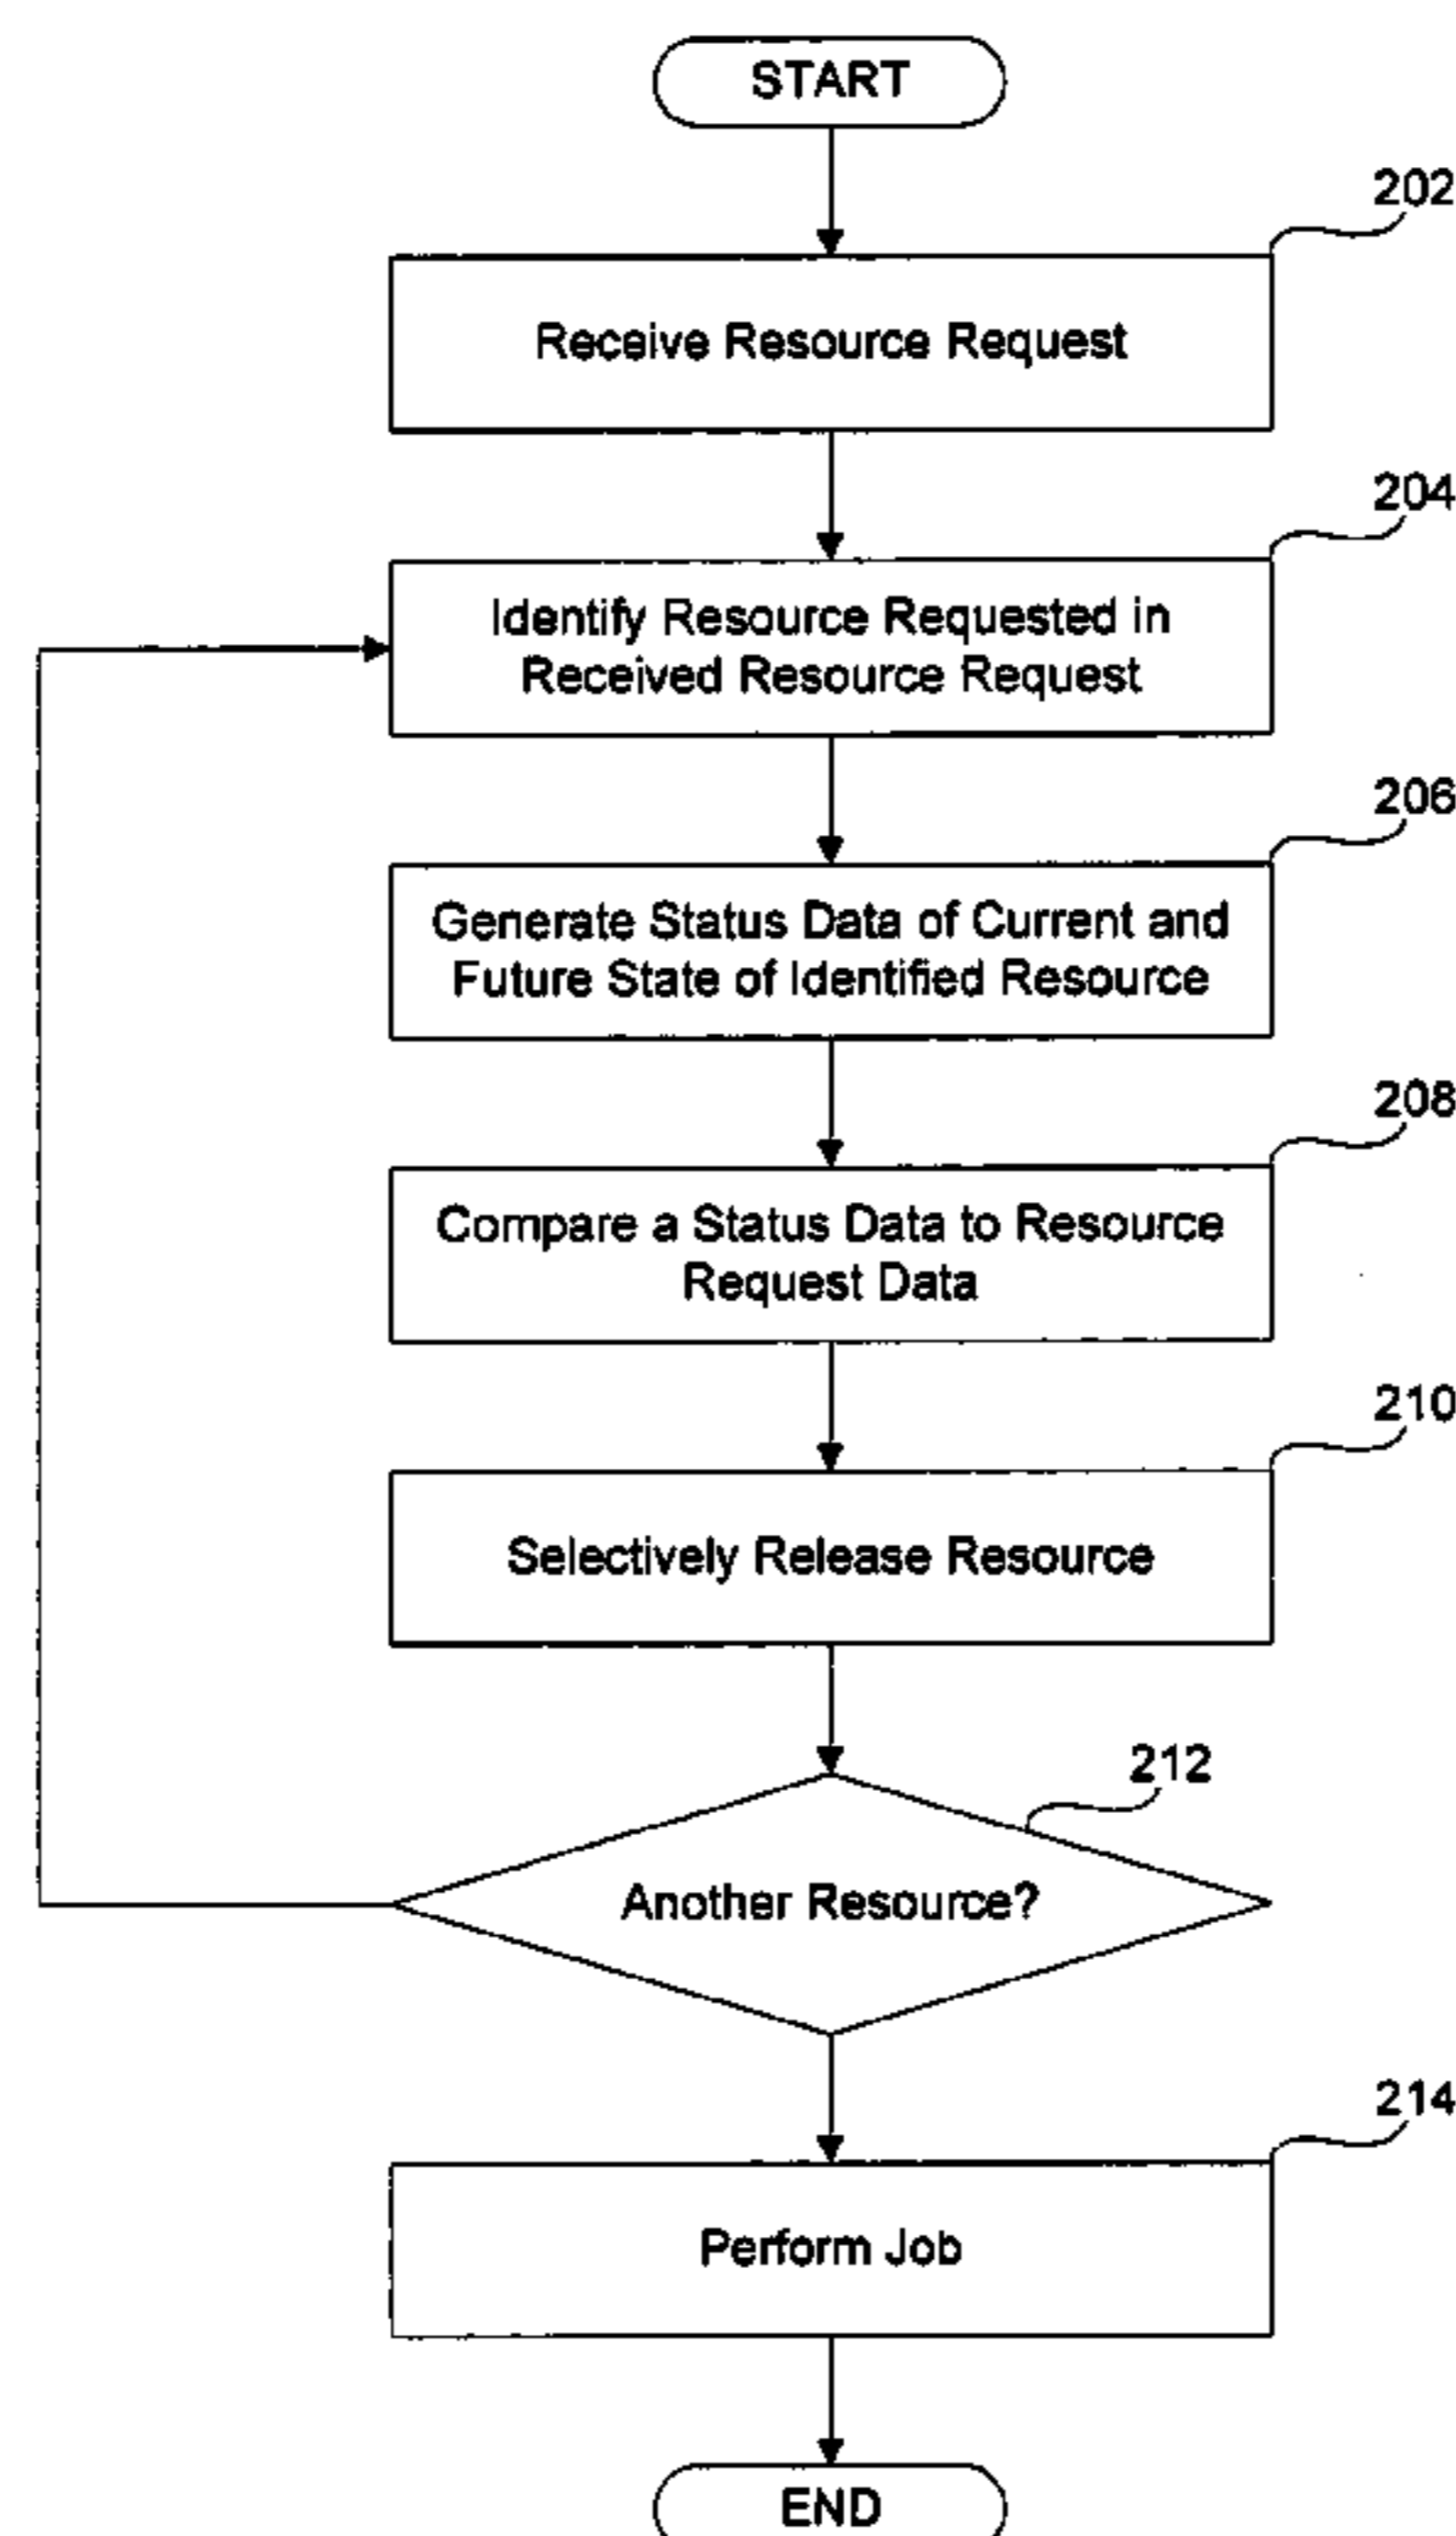 START
202
Receive Resource Request
204
Identify Resource Requested in
Received Resource Request
206
Generate Status Data of Current and
Future State of Identified Resource
208
Compare a Status Data to Resource
Request Data
210
Selectively Release Resource
212
Another Resource?
214
Perform Job
END